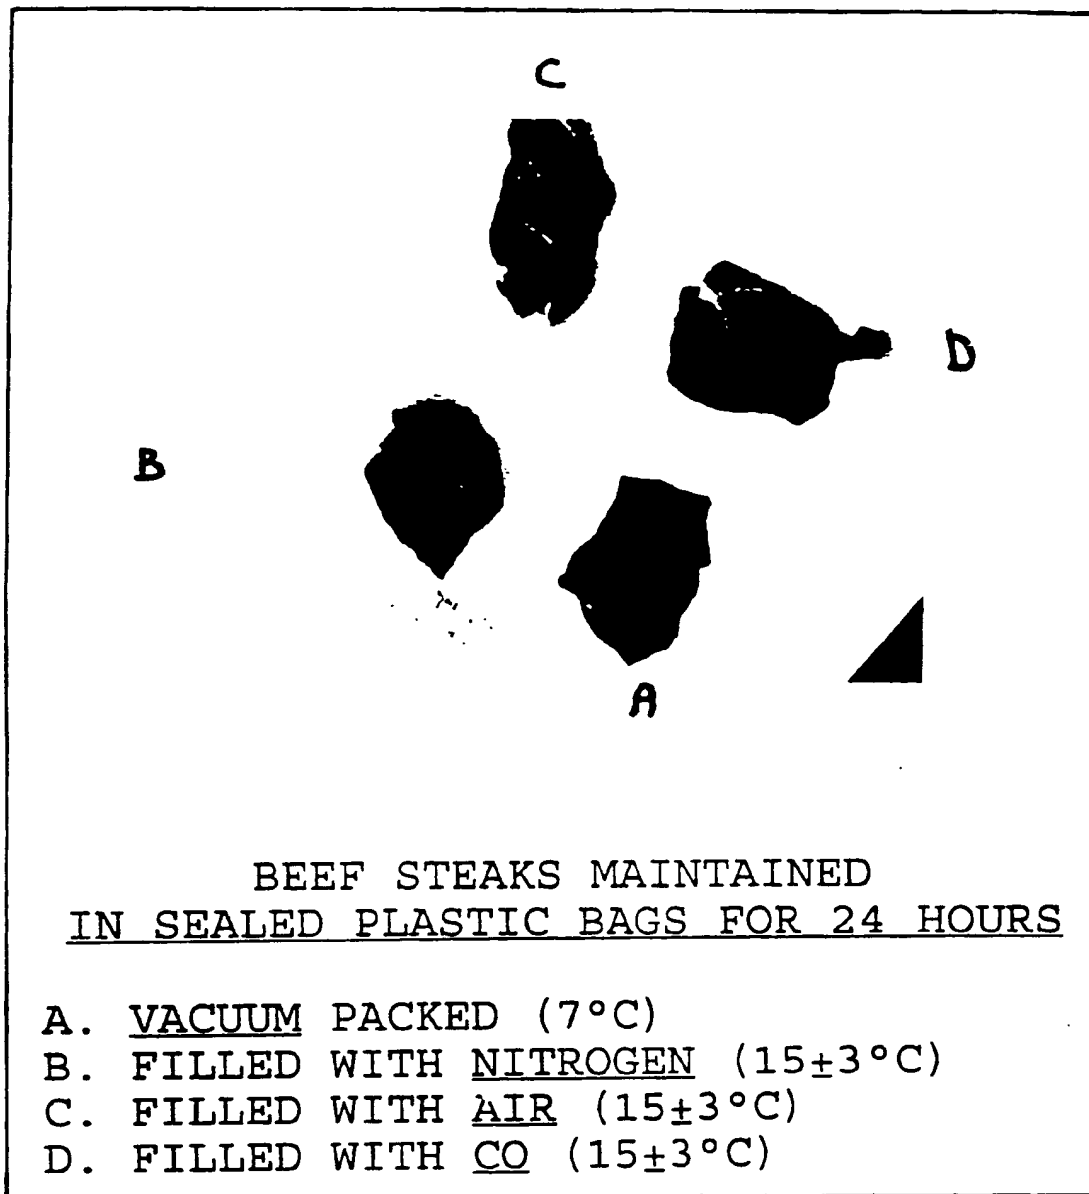 C
D
B
A
BEEF STEAKS MAINTAINED
IN SEALED PLASTIC BAGS FOR 24 HOURS
A. VACUUM PACKED (7°C)
B. FILLED WITH NITROGEN (15±3°C)
C. FILLED WITH AIR (15±3°C)
D. FILLED WITH CO (15±3°C)